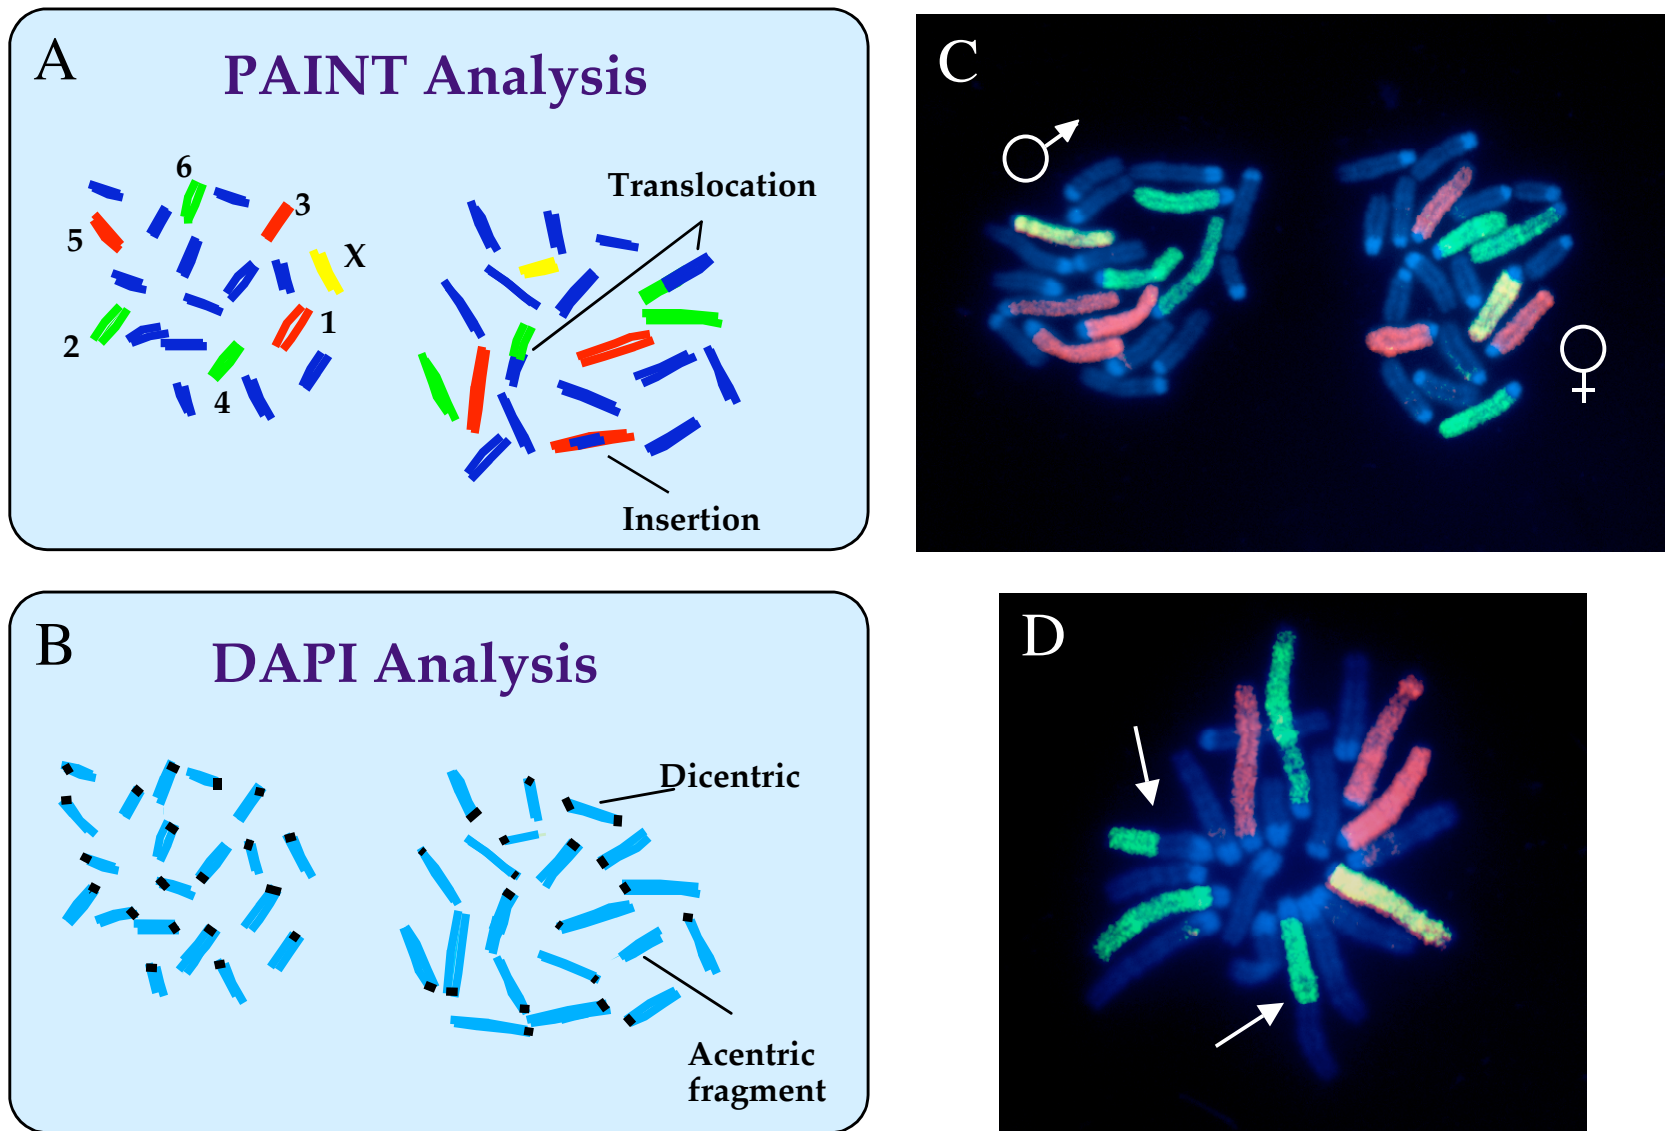 A
PAINT Analysis
6
3
5
X
1
2
4
Translocation
Insertion
B
DAPI Analysis
Dicentric
Acentric
fragment
C
♂
♀
D